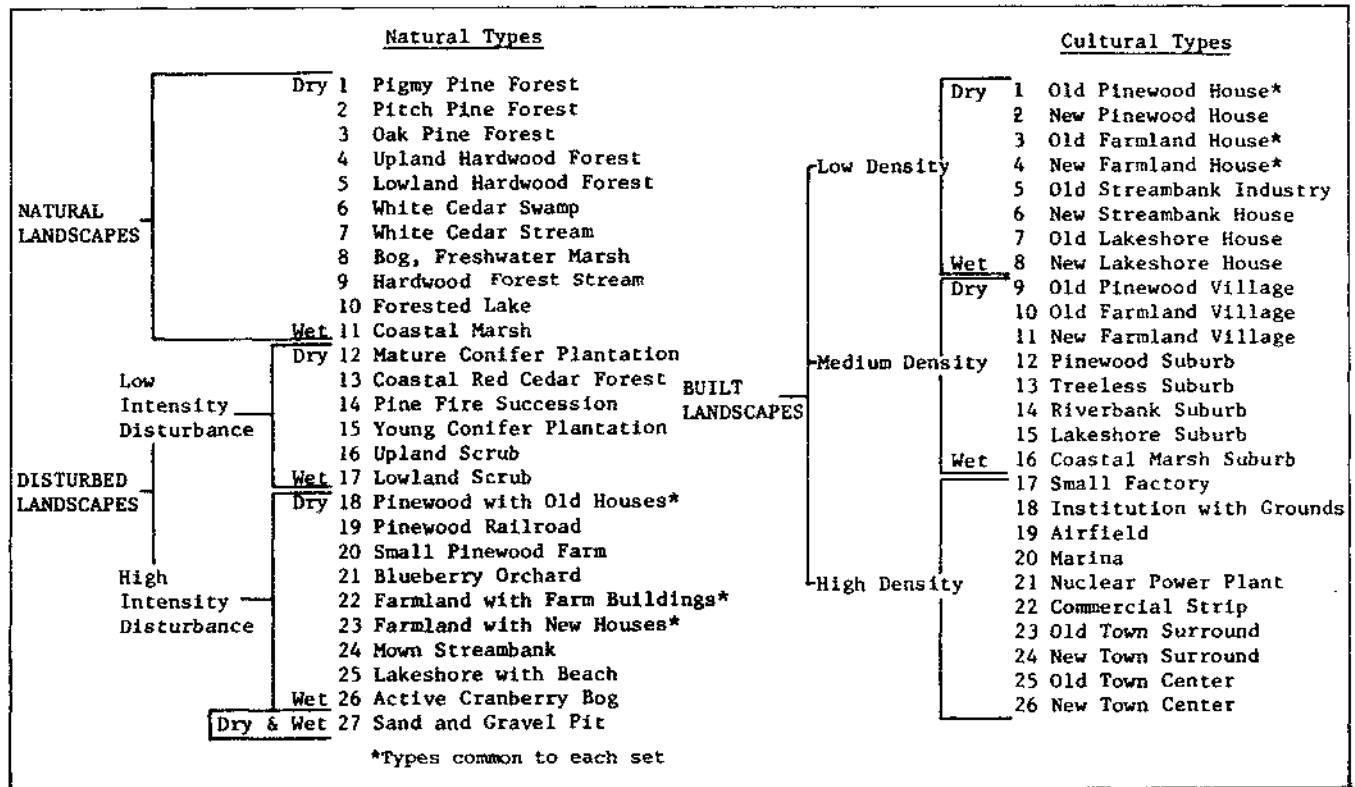 Natural Types
Dry 1 Pigmy Pine Forest
2 Pitch Pine Forest
3 Oak Pine Forest
4 Upland Hardwood Forest
5 Lowland Hardwood Forest
6 White Cedar Swamp
7 White Cedar Stream
8 Bog, Freshwater Marsh
9 Hardwood Forest Stream
10 Forested Lake
Wet 11 Coastal Marsh
NATURAL
LANDSCAPES
Dry 12 Mature Conifer Plantation
13 Coastal Red Cedar Forest
14 Pine Fire Succession
15 Young Conifer Plantation
16 Upland Scrub
Wet 17 Lowland Scrub
Low
Intensity
Disturbance
DISTURBED
LANDSCAPES
Dry 18 Pinewood with Old Houses*
19 Pinewood Railroad
20 Small Pinewood Farm
21 Blueberry Orchard
22 Farmland with Farm Buildings*
23 Farmland with New Houses*
24 Mown Streambank
25 Lakeshore with Beach
Wet 26 Active Cranberry Bog
Dry & Wet 27 Sand and Gravel Pit
High
Intensity
Disturbance
*Types common to each set
Cultural Types
Dry 1 Old Pinewood House*
2 New Pinewood House
3 Old Farmland House*
4 New Farmland House*
5 Old Streambank Industry
6 New Streambank House
7 Old Lakeshore House
Wet 8 New Lakeshore House
Low Density
Dry 9 Old Pinewood Village
10 Old Farmland Village
11 New Farmland Village
12 Pinewood Suburb
13 Treeless Suburb
14 Riverbank Suburb
15 Lakeshore Suburb
Wet 16 Coastal Marsh Suburb
Medium Density
BUILT
LANDSCAPES
17 Small Factory
18 Institution with Grounds
19 Airfield
20 Marina
21 Nuclear Power Plant
22 Commercial Strip
23 Old Town Surround
24 New Town Surround
25 Old Town Center
26 New Town Center
High Density